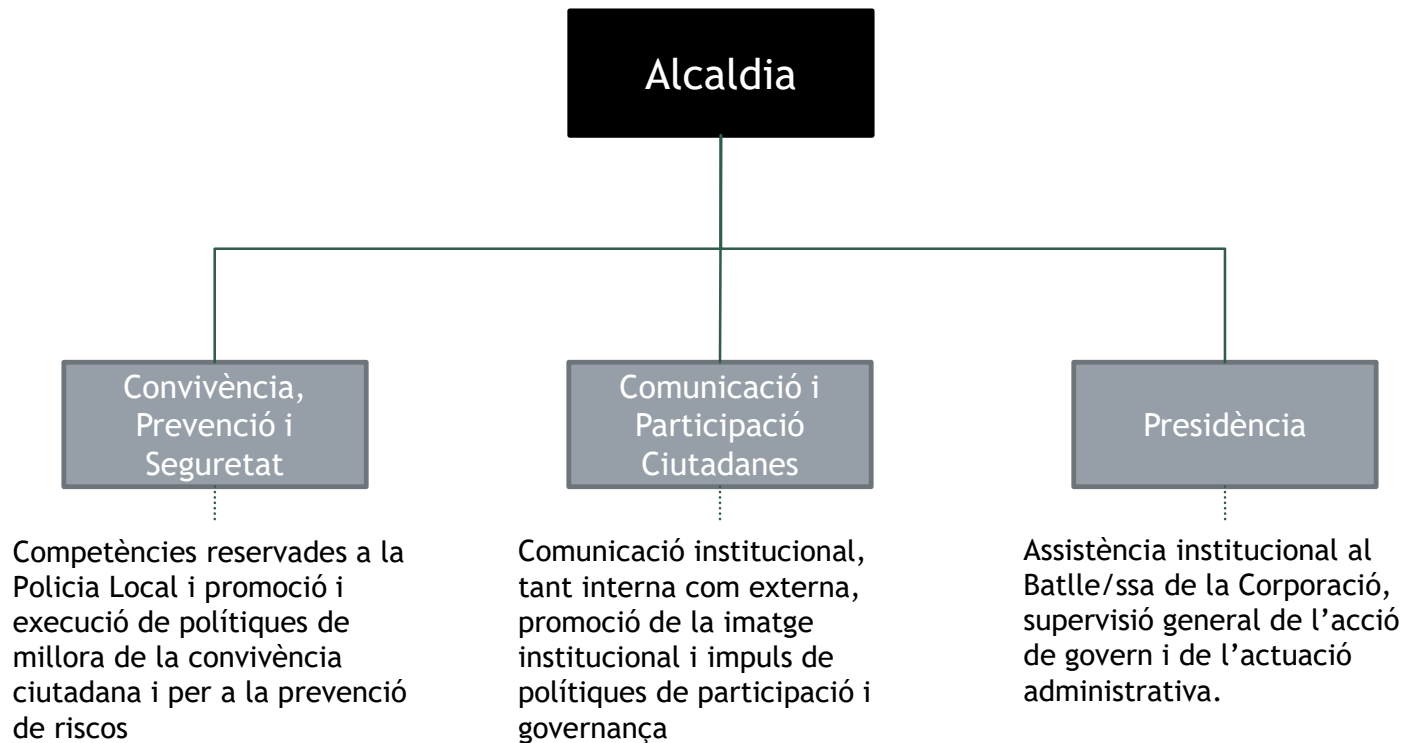 Alcaldia
Convivència,
Prevenció i
Seguretat
Comunicació i
Participació
Ciutadanes
Presidència
Competències reservades a la
Policia Local i promoció i
execució de polítiques de
millora de la convivència
ciutadana i per a la prevenció
de riscos
Comunicació institucional,
tant interna com externa,
promoció de la imatge
institucional i impuls de
polítiques de participació i
governança
Assistència institucional al
Batlle/ssa de la Corporació,
supervisió general de l’acció
de govern i de l’actuació
administrativa.